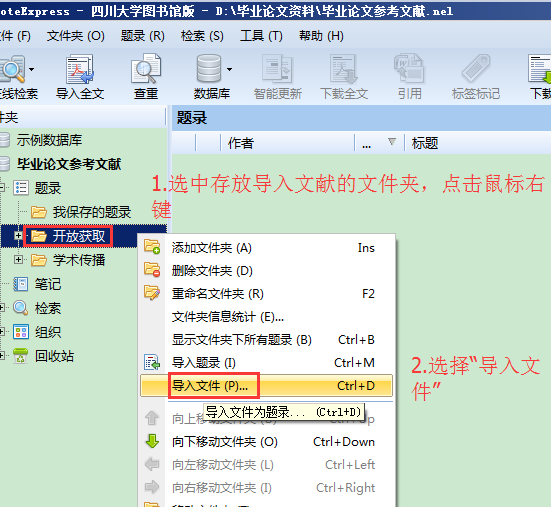 oteExpress - 四川大学图书馆版 - D:\毕业论文资料\毕业论文参考文献.nel
件 (F) 文件夹 (O) 题录 (R) 检索 (S) 工具 (T) 帮助 (H)
在线检索 导入全文 查重 数据库 智能更新 下载全文 引用 标签标记 下载
件夹 题录
作者 ... 标题
示例数据库
毕业论文参考文献
题录
我保存的题录
开放获取
学术传播
笔记
检索
组织
回收站
1.选中存放导入文献的文件夹，点击鼠标右
键
添加文件夹 (A) Ins
删除文件夹 (D)
重命名文件夹 (R) F2
文件夹信息统计 (E)...
显示文件夹下所有题录 (B) Ctrl+B
导入题录 (I) Ctrl+M
导入文件 (P)... Ctrl+D
导入文件为题录... (Ctrl+D)
向上移动文件夹
向下移动文件夹 (O) Ctrl+Down
向左移动文件夹 (L) Ctrl+Left
向右移动文件夹 (I) Ctrl+Right
2.选择“导入文
件”